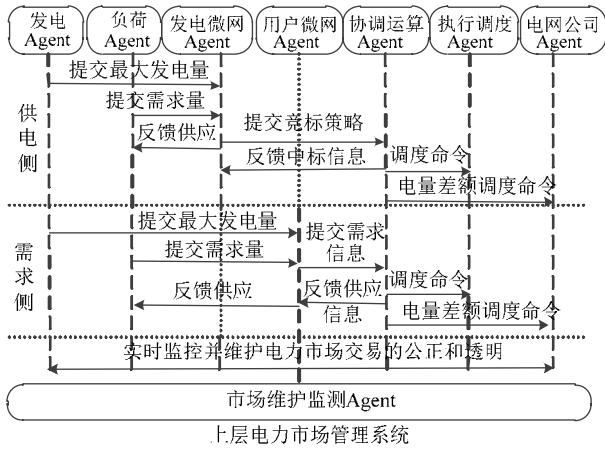 发电 负荷 发电微网 用户微网 协调运算 执行调度 电网公司
Agent Agent Agent Agent Agent Agent Agent
提交最大发电量
提交需求量
反馈供应 提交竞标策略
反馈中标信息 调度命令
电量差额调度命令
供电侧
提交最大发电量 提交需求
提交需求量 信息
反馈供应 反馈供应 调度命令
信息 电量差额调度命令
需求侧
实时监控并维护电力市场交易的公正和透明
市场维护监测Agent
上层电力市场管理系统